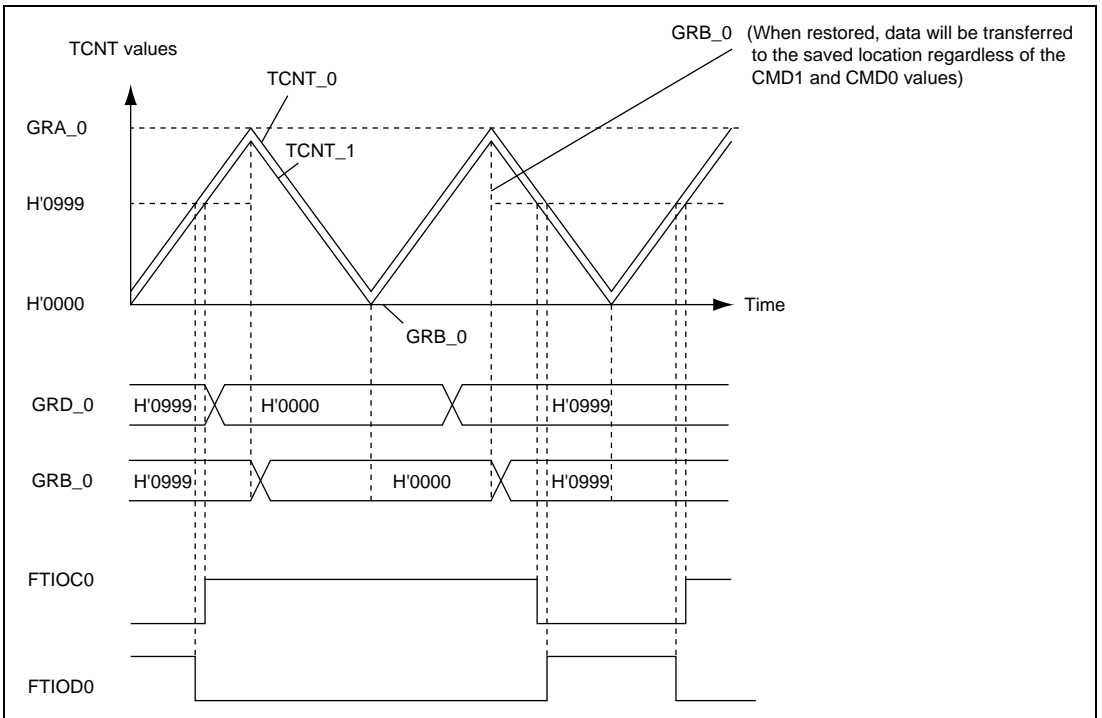 TCNT values
GRB_0 (When restored, data will be transferred
to the saved location regardless of the
CMD1 and CMD0 values)
TCNT_0
GRA_0
TCNT_1
H'0999
H'0000
Time
GRB_0
GRD_0
H'0999
H'0000
H'0999
GRB_0
H'0999
H'0000
H'0999
FTIOC0
FTIOD0